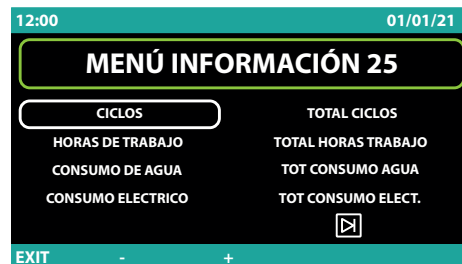 12:00 01/01/21
MENÚ INFORMACIÓN 25
CICLOS TOTAL CICLOS
HORAS DE TRABAJO TOTAL HORAS TRABAJO
CONSUMO DE AGUA TOT CONSUMO AGUA
CONSUMO ELECTRICO TOT CONSUMO ELECT.
EXIT - +